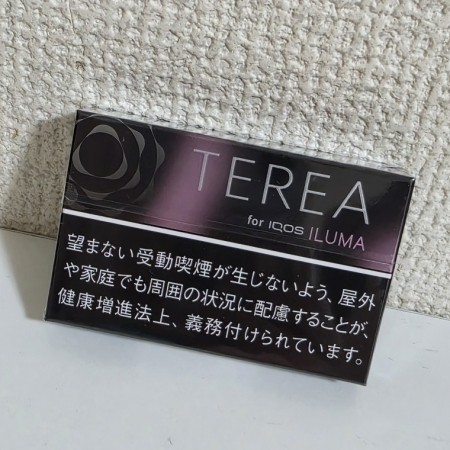 TEREA
for IQOS ILUMA
望まない受動喫煙が生じないよう、屋外
や家庭でも周囲の状況に配慮することが、
健康増進法上、義務付けられています。